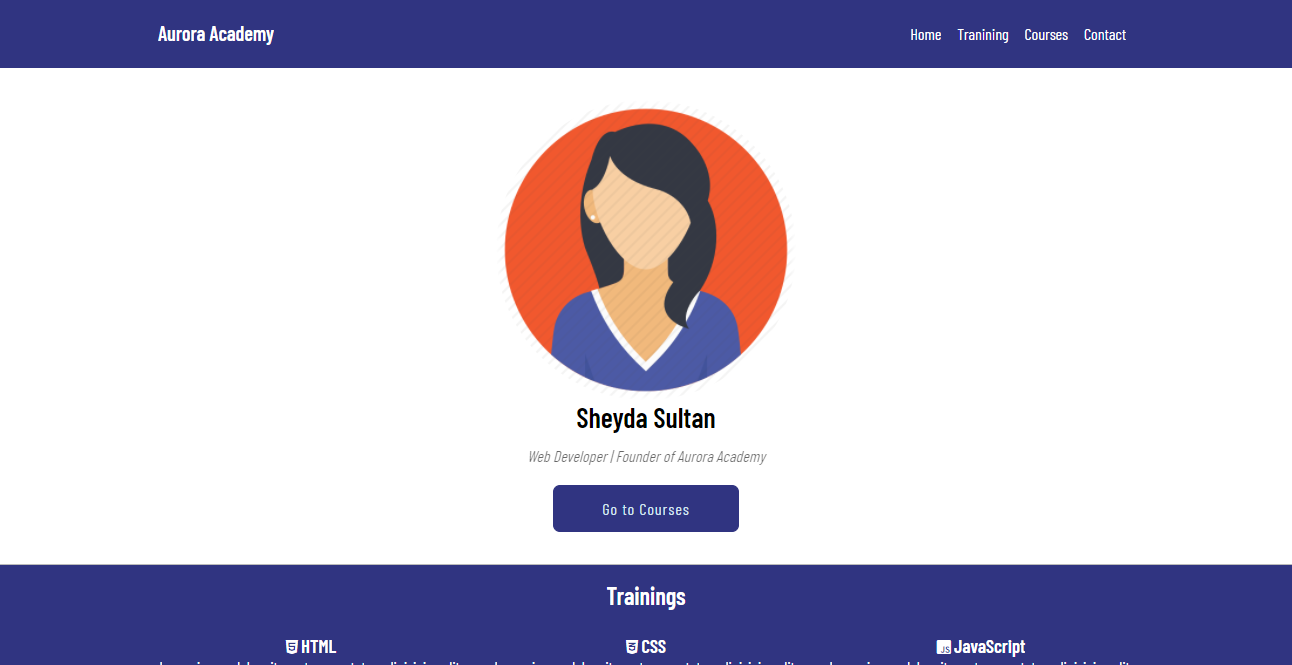 Aurora Academy
Home Tranining Courses Contact
Sheyda Sultan
Web Developer | Founder of Aurora Academy
Go to Courses
Trainings
HTML CSS JS JavaScript